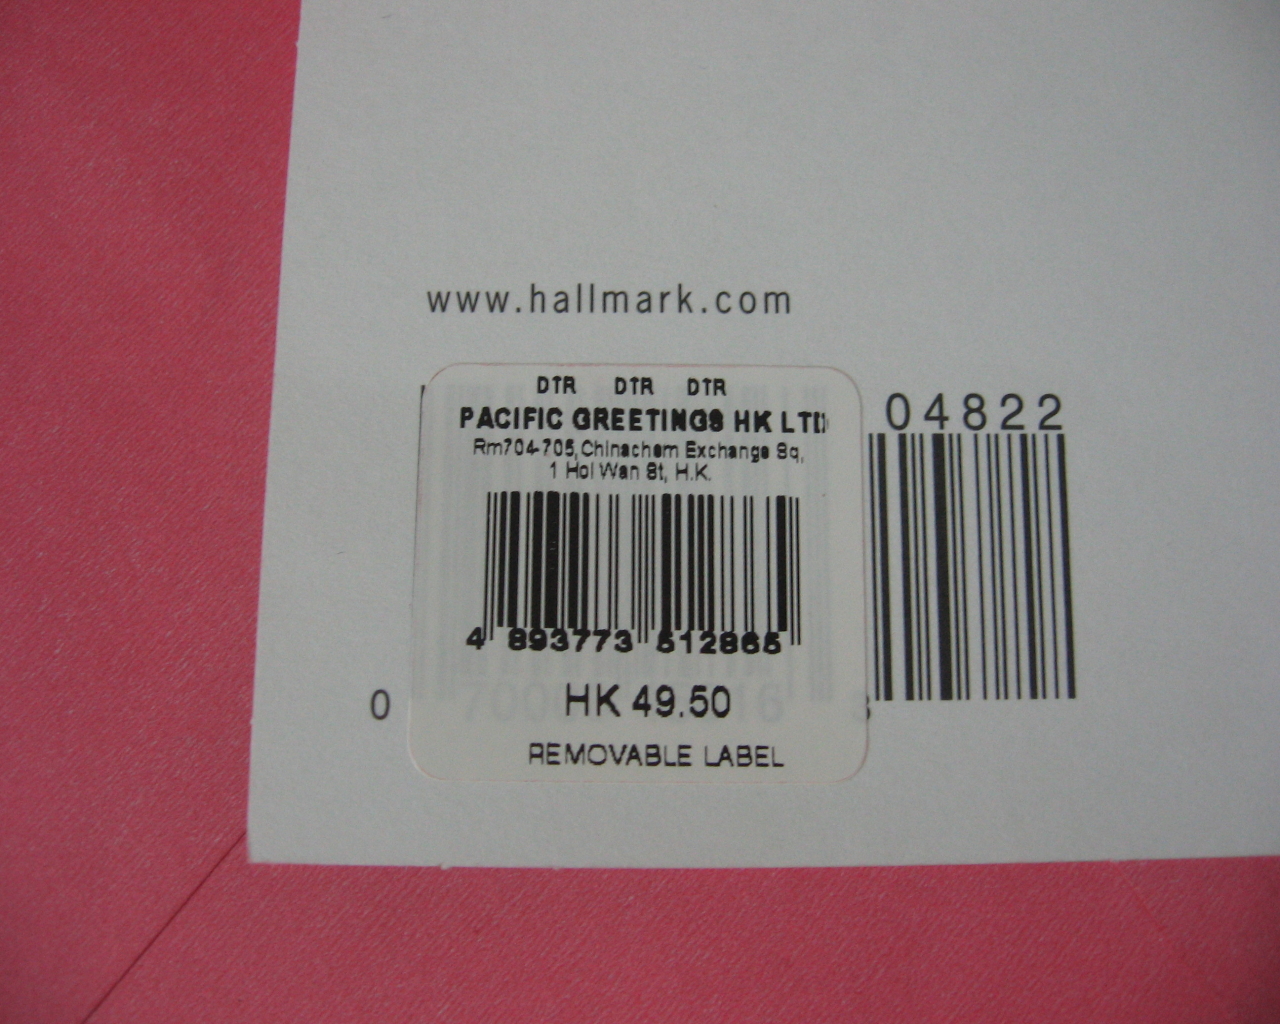 www.hallmark.com
DTR DTR DTR
PACIFIC GREETINGS HK LTD
Rm704-705,Chinachem Exchange Sq,
1 Hoi Wan St, H.K.
04822
4 893773 512865
0 3
HK 49.50
REMOVABLE LABEL